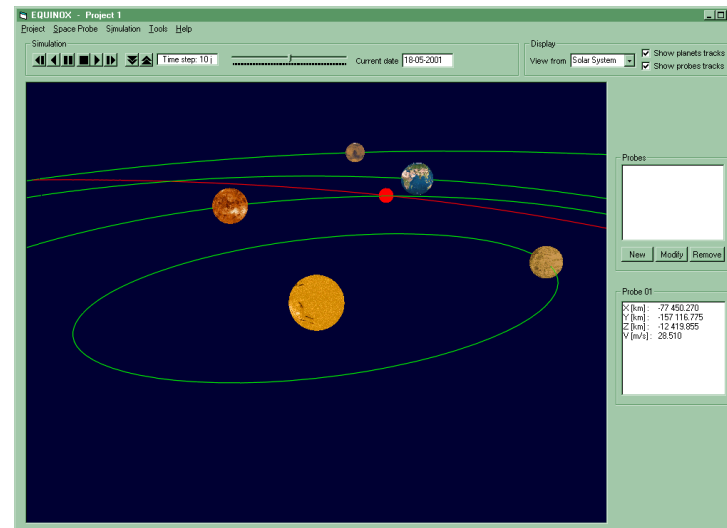 EQUINOX - Project 1
Project Space Probe Simulation Tools Help
Simulation
Time step: 10 j
Current date 18-05-2001
Display
View from Solar System
Show planets tracks
Show probes tracks
Probes
New Modify Remove
Probe 01
X [km] : -77 450.270
Y [km] : -157 116.775
Z [km] : -12 419.855
V [m/s] : 28.510